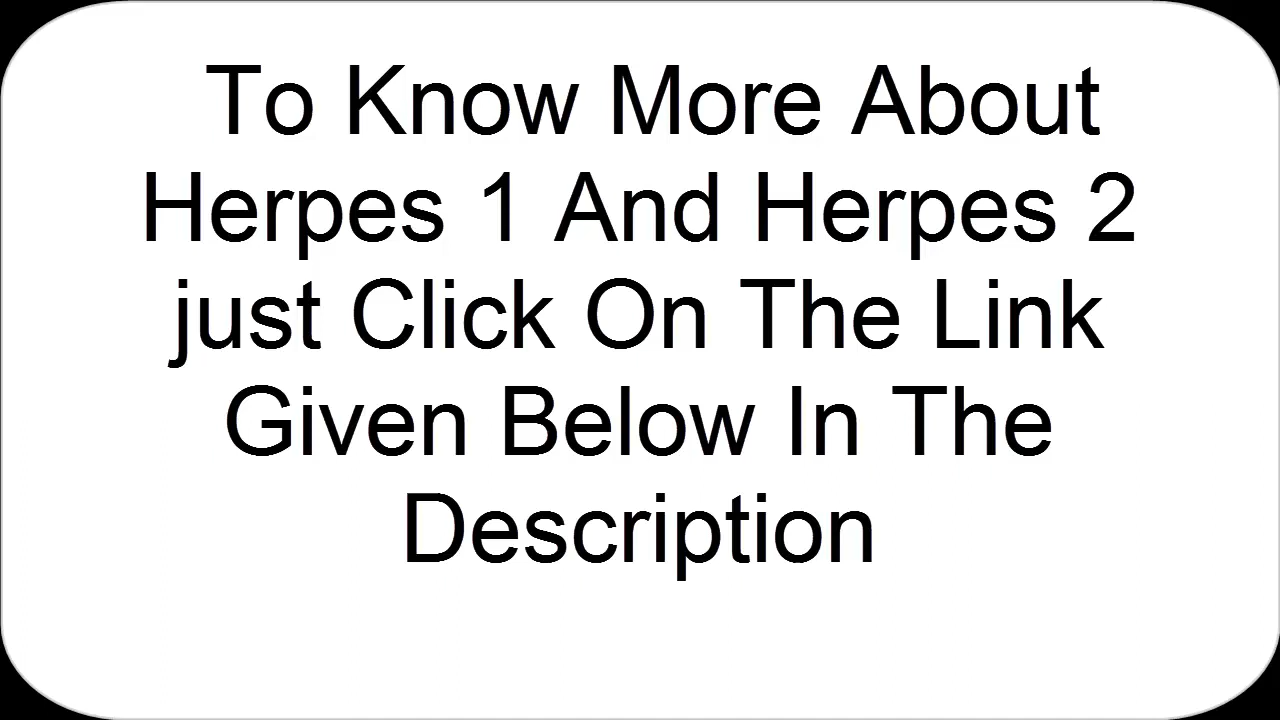 To Know More About
Herpes 1 And Herpes 2
just Click On The Link
Given Below In The
Description